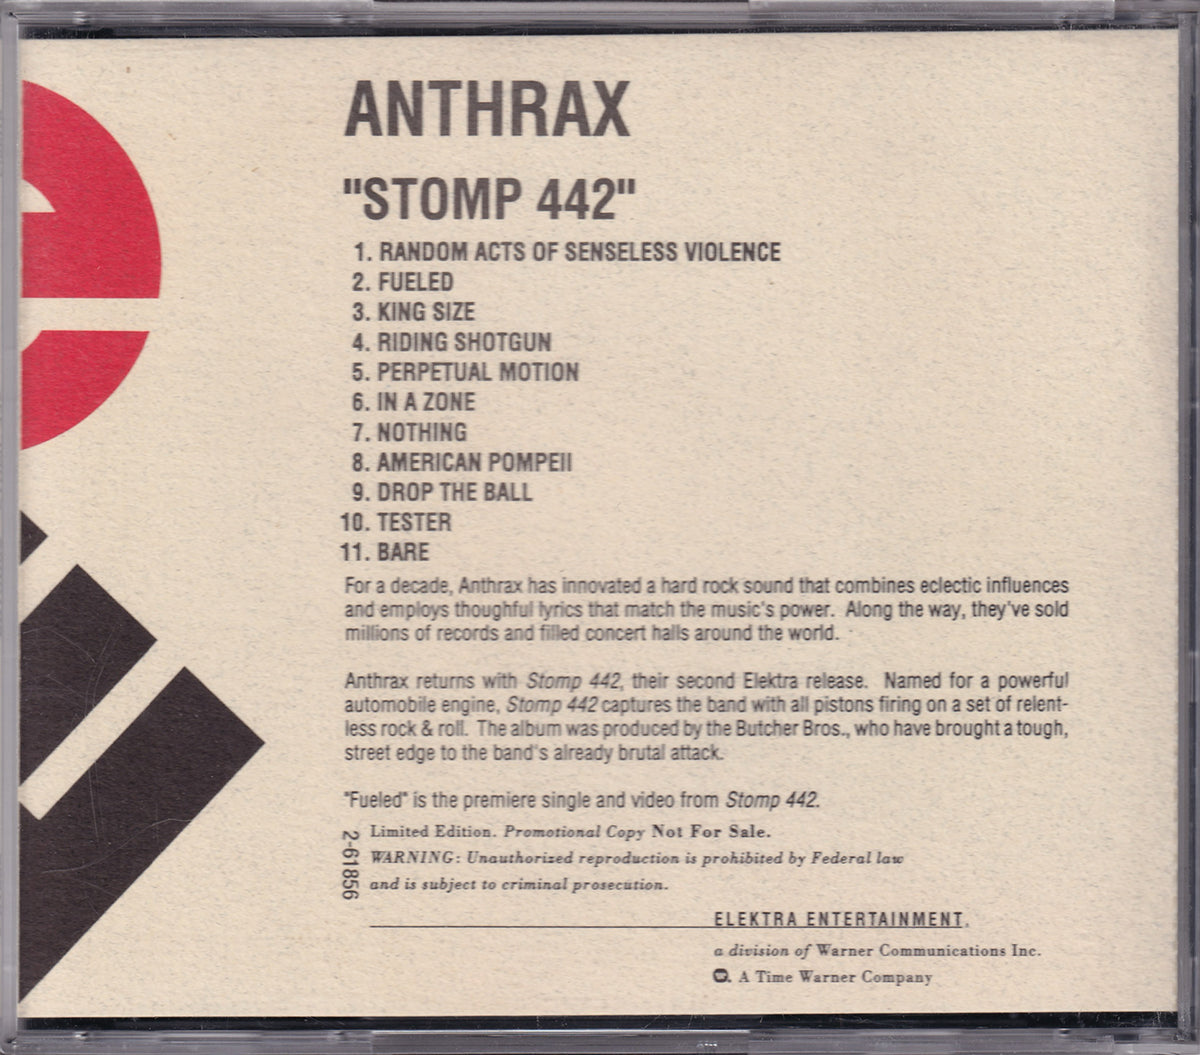 ANTHRAX
"STOMP 442"
1. RANDOM ACTS OF SENSELESS VIOLENCE
2. FUELED
3. KING SIZE
4. RIDING SHOTGUN
5. PERPETUAL MOTION
6. IN A ZONE
7. NOTHING
8. AMERICAN POMPEII
9. DROP THE BALL
10. TESTER
11. BARE
For a decade, Anthrax has innovated a hard rock sound that combines eclectic influences
and employs thoughful lyrics that match the music's power. Along the way, they've sold
millions of records and filled concert halls around the world.
Anthrax returns with Stomp 442, their second Elektra release. Named for a powerful
automobile engine, Stomp 442 captures the band with all pistons firing on a set of relent-
less rock & roll. The album was produced by the Butcher Bros., who have brought a tough,
street edge to the band's already brutal attack.
"Fueled" is the premiere single and video from Stomp 442.
2-61856
Limited Edition. Promotional Copy Not For Sale.
WARNING: Unauthorized reproduction is prohibited by Federal law
and is subject to criminal prosecution.
ELEKTRA ENTERTAINMENT,
a division of Warner Communications Inc.
A Time Warner Company